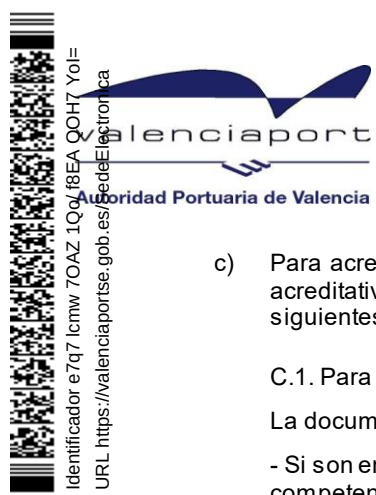 Identificador e7q7 lcmw 7OAZ 1Qo/ f8EA QOH7 YoI=
URL https://valenciaportse.gob.es/SedeElectronica
valenciaport
Autoridad Portuaria de Valencia
c) Para acre
acreditativ
siguientes
C.1. Para
La docum
- Si son e
competen